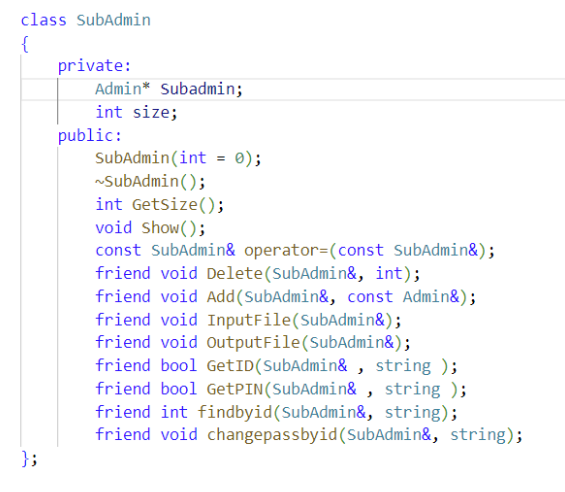 class SubAdmin
{
    private:
        Admin* Subadmin;
        int size;
    public:
        SubAdmin(int = 0);
        ~SubAdmin();
        int GetSize();
        void Show();
        const SubAdmin& operator=(const SubAdmin&);
        friend void Delete(SubAdmin&, int);
        friend void Add(SubAdmin&, const Admin&);
        friend void InputFile(SubAdmin&);
        friend void OutputFile(SubAdmin&);
        friend bool GetID(SubAdmin& , string );
        friend bool GetPIN(SubAdmin& , string );
        friend int findbyid(SubAdmin&, string);
        friend void changepassbyid(SubAdmin&, string);
};